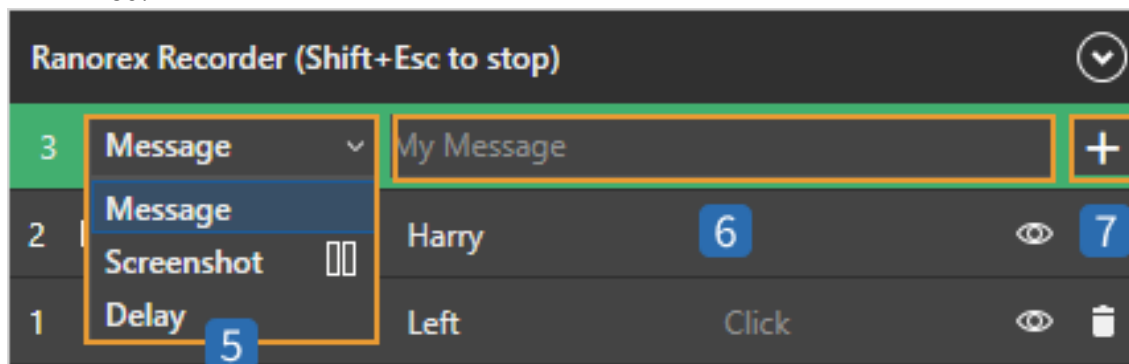 Ranorex Recorder (Shift+Esc to stop)
3 Message My Message
Message
2 Harry 6 7
Screenshot
Delay
1 Left Click
5